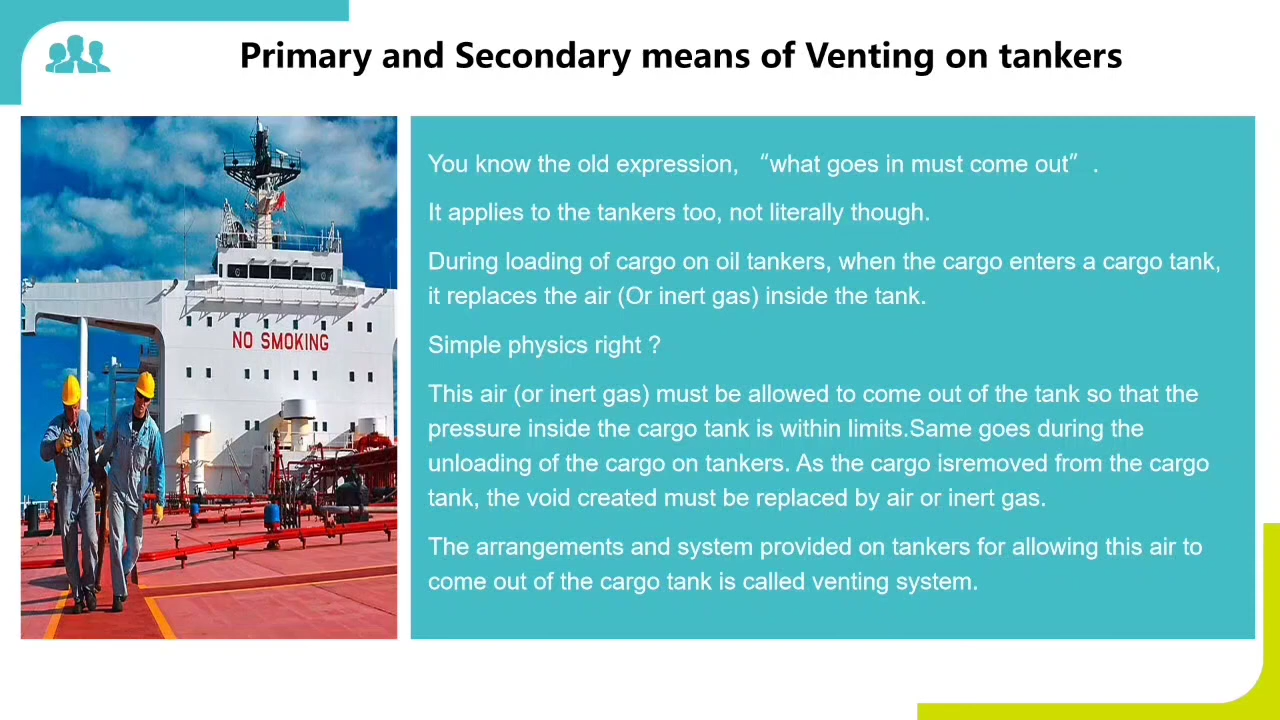 Primary and Secondary means of Venting on tankers
You know the old expression, “what goes in must come out” .
It applies to the tankers too, not literally though.
During loading of cargo on oil tankers, when the cargo enters a cargo tank,
it replaces the air (Or inert gas) inside the tank.
Simple physics right ?
This air (or inert gas) must be allowed to come out of the tank so that the
pressure inside the cargo tank is within limits.Same goes during the
unloading of the cargo on tankers. As the cargo isremoved from the cargo
tank, the void created must be replaced by air or inert gas.
The arrangements and system provided on tankers for allowing this air to
come out of the cargo tank is called venting system.
NO SMOKING